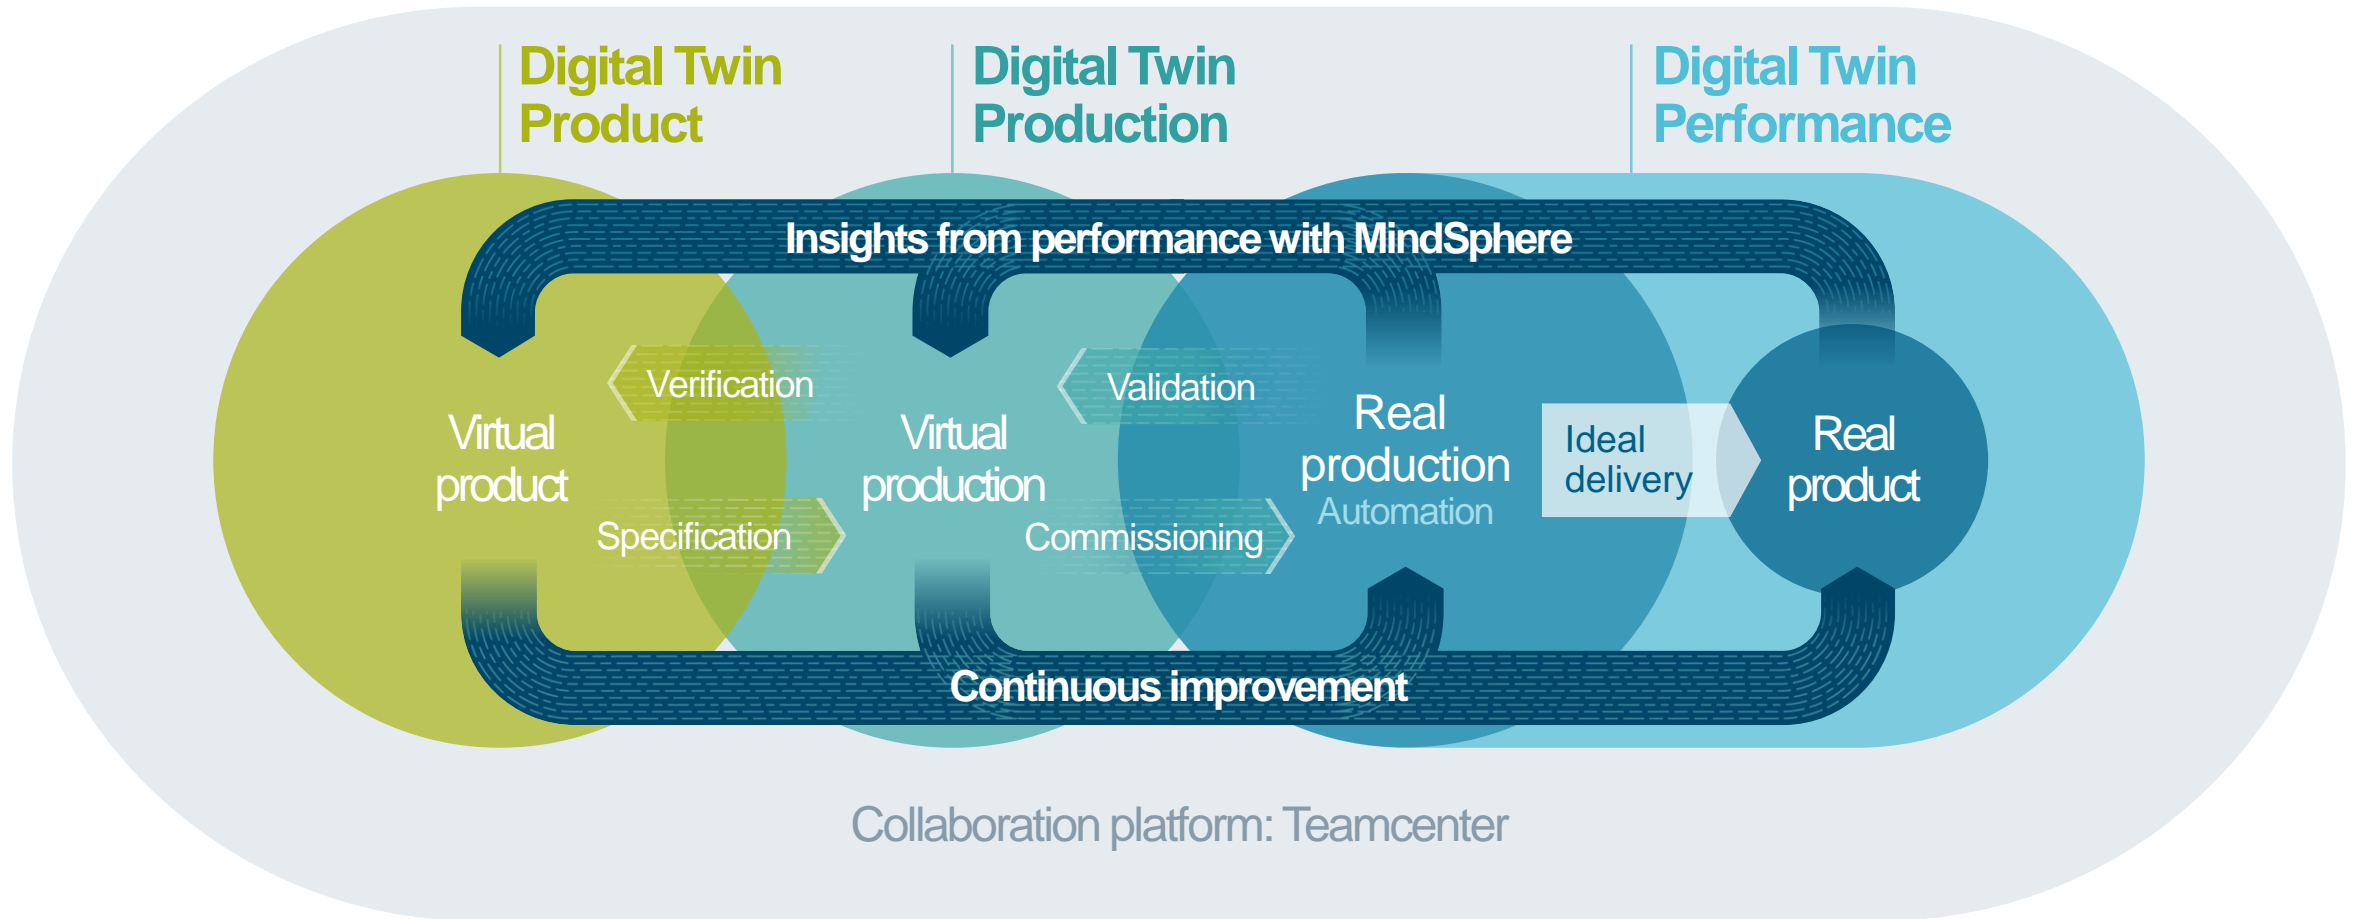 Digital Twin
Product
Digital Twin
Production
Digital Twin
Performance
Insights from performance with MindSphere
Verification
Validation
Virtual
product
Virtual
production
Real
production
Automation
Ideal
delivery
Real
product
Specification
Commissioning
Continuous improvement
Collaboration platform: Teamcenter